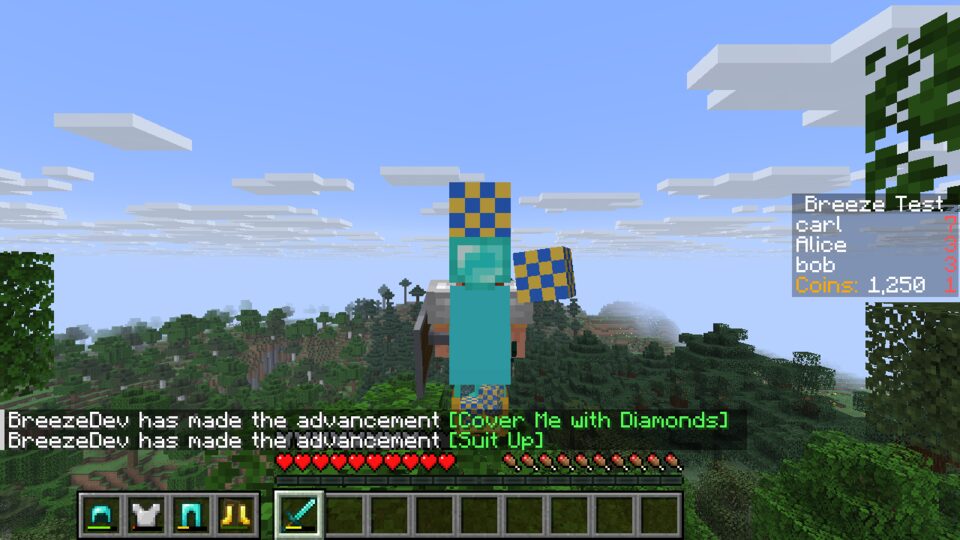 Breeze Test
carl 7
Alice 3
bob 3
Coins: 1,250 1
BreezeDev has made the advancement [Cover Me with Diamonds]
BreezeDev has made the advancement [Suit Up]